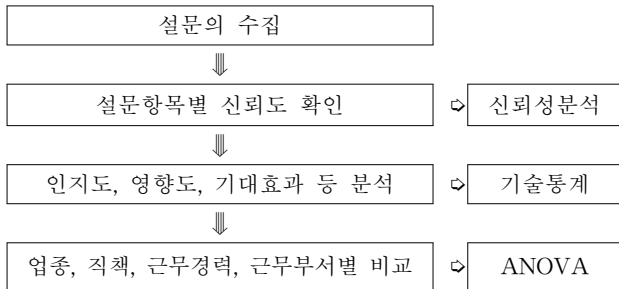 설문의 수집
⇓
설문항목별 신뢰도 확인 ➪ 신뢰성분석
⇓
인지도, 영향도, 기대효과 등 분석 ➪ 기술통계
⇓
업종, 직책, 근무경력, 근무부서별 비교 ➪ ANOVA